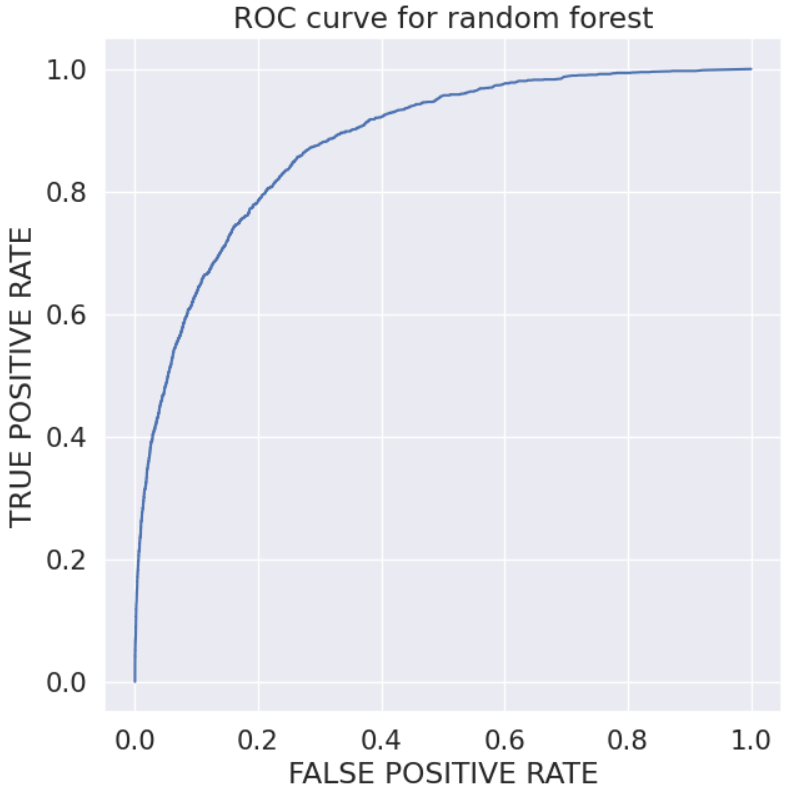 ROC curve for random forest
TRUE POSITIVE RATE
1.0
0.8
0.6
0.4
0.2
0.0
0.0 0.2 0.4 0.6 0.8 1.0
FALSE POSITIVE RATE